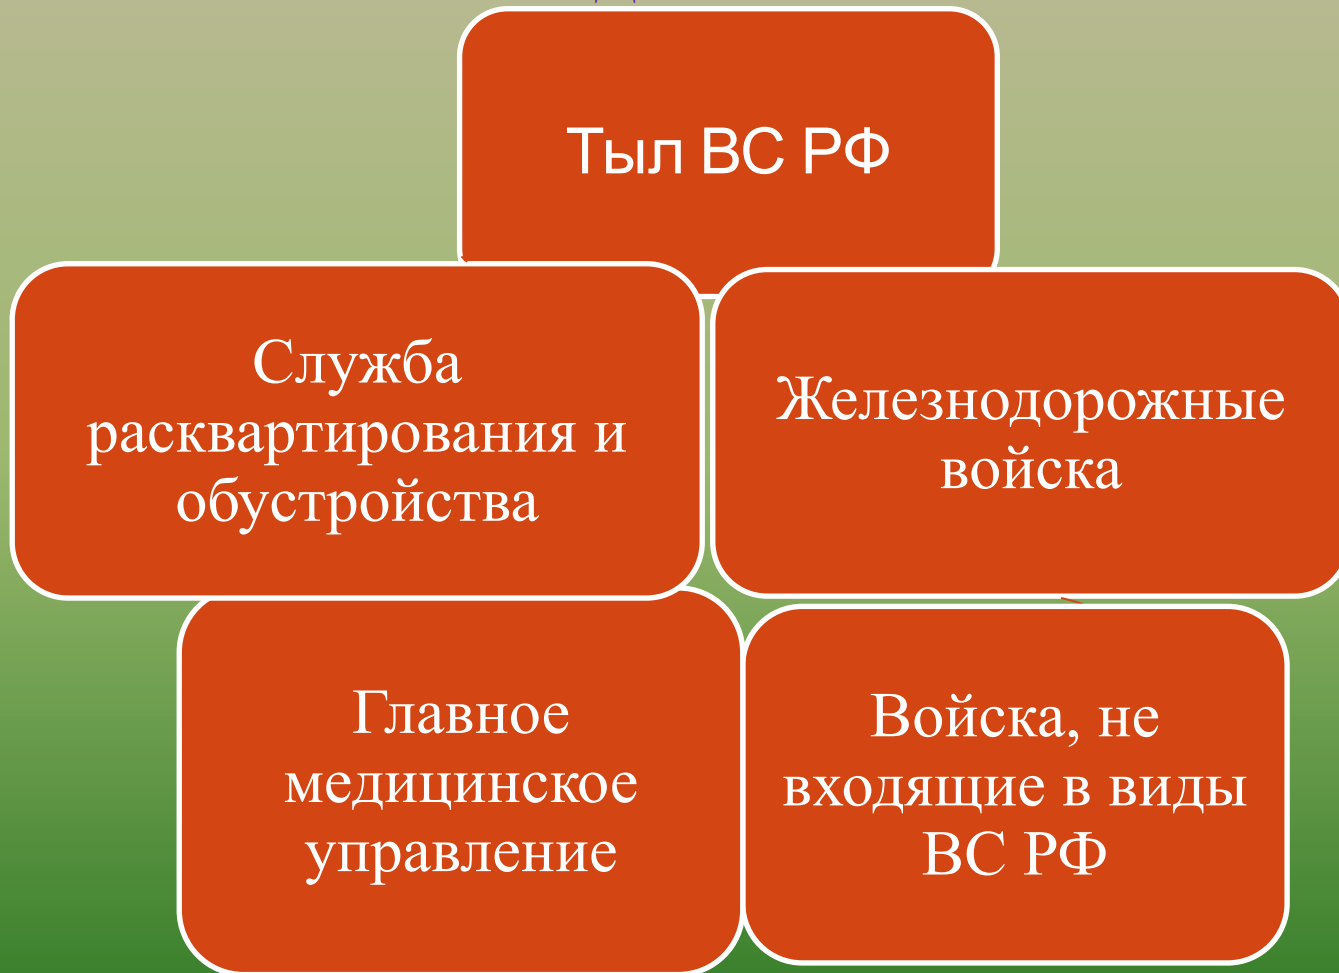 Тыл ВС РФ
Служба
расквартирования и
обустройства
Железнодорожные
войска
Главное
медицинское
управление
Войска, не
входящие в виды
ВС РФ